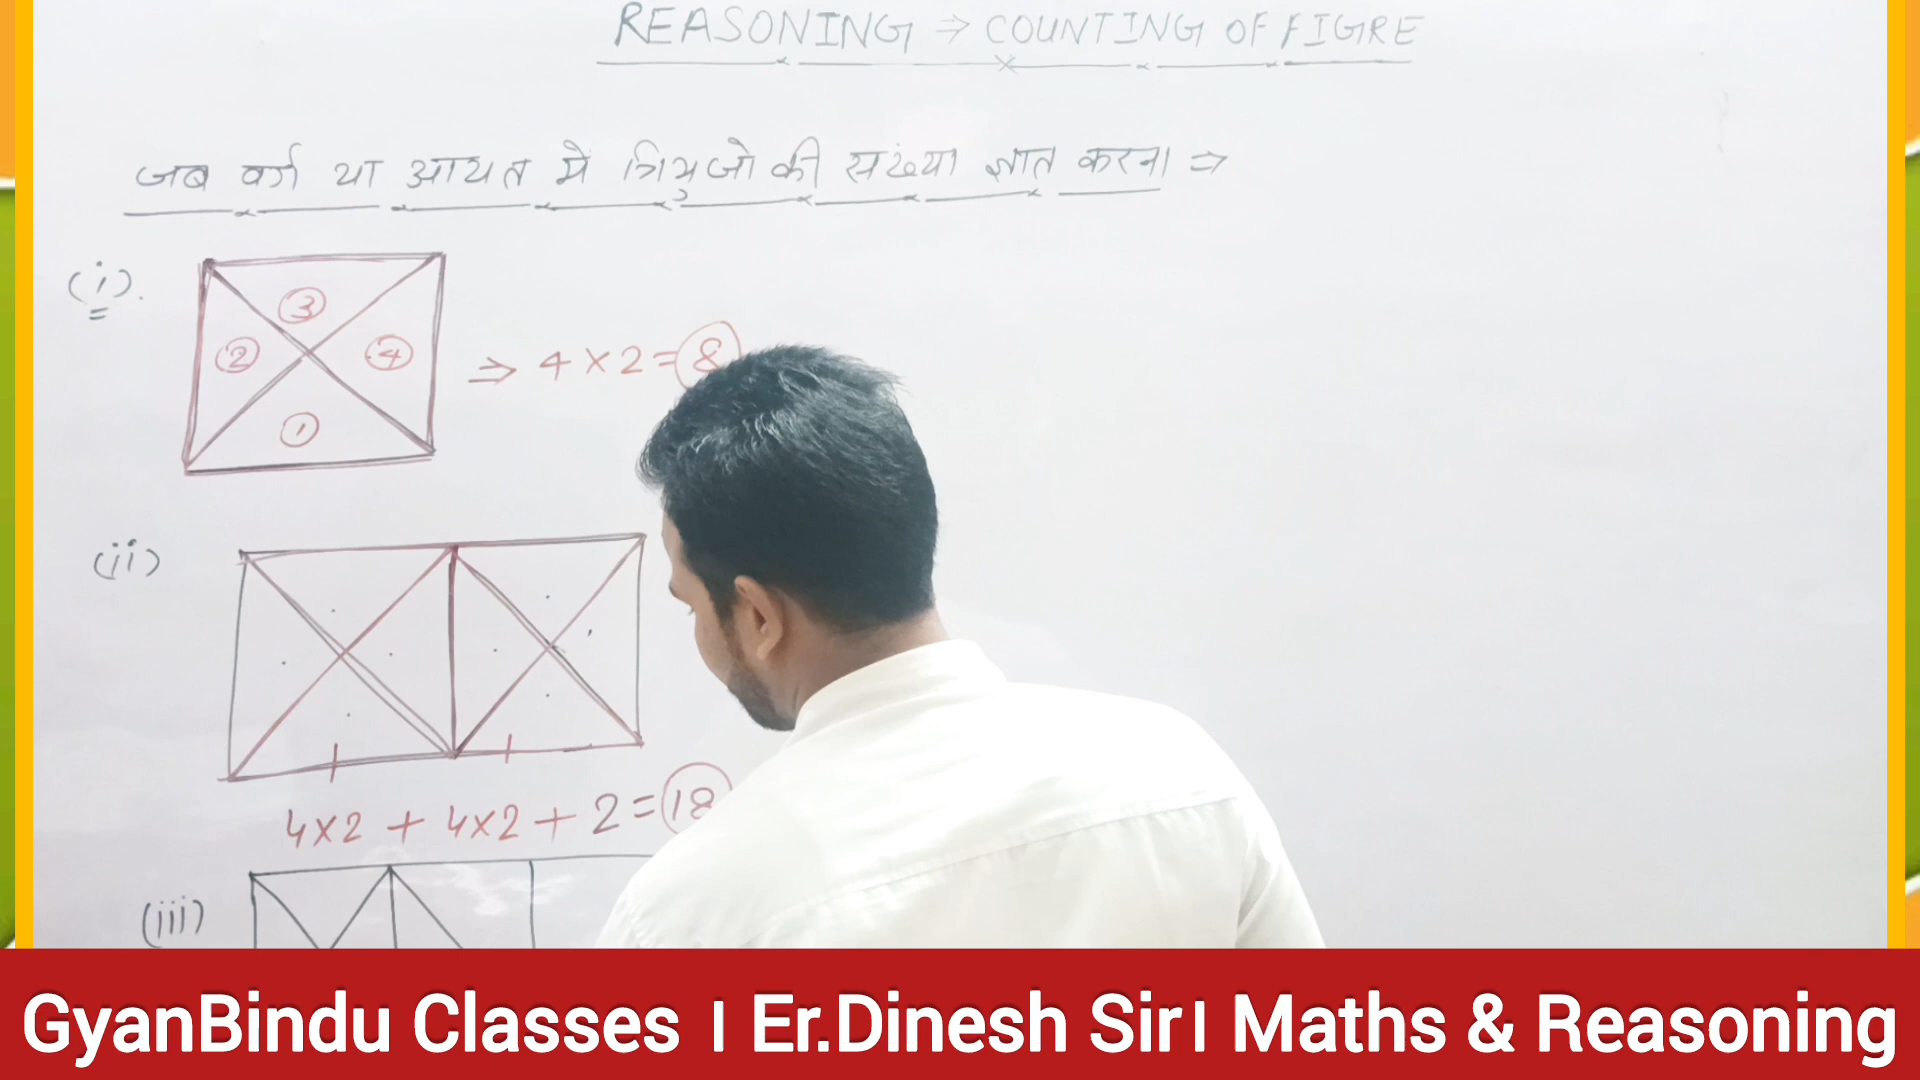 REASONING ⇒ COUNTING OF FIGRE
जब वर्ग या आयत मे त्रिभुजो की सख्या ज्ञात करना ⇒
(i).
3
2
4
1
⇒ 4 × 2 = 8
(ii)
4×2 + 4×2 + 2 = 18
(iii)
GyanBindu Classes । Er.Dinesh Sir। Maths & Reasoning